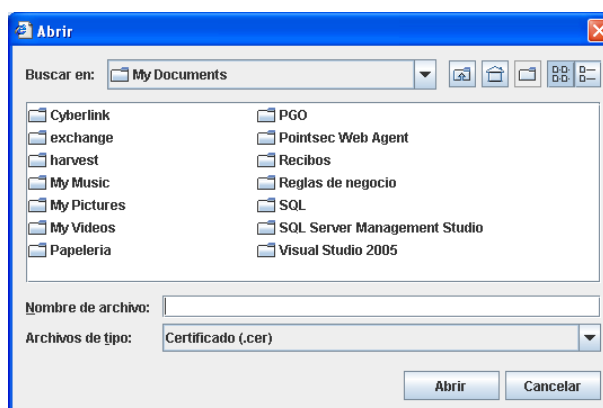 Abrir
Buscar en: My Documents
Cyberlink
exchange
harvest
My Music
My Pictures
My Videos
Papeleria
PGO
Pointsec Web Agent
Recibos
Reglas de negocio
SQL
SQL Server Management Studio
Visual Studio 2005
Nombre de archivo:
Archivos de tipo: Certificado (.cer)
Abrir Cancelar